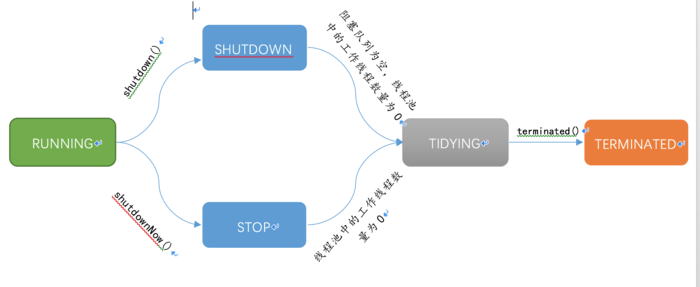 shutdown()
SHUTDOWN
阻塞队列为空，线程池
中的工作线程数量为0
RUNNING
TIDYING
terminated()
TERMINATED
shutdownNow()
STOP
线程池中的工作线程数
量为0